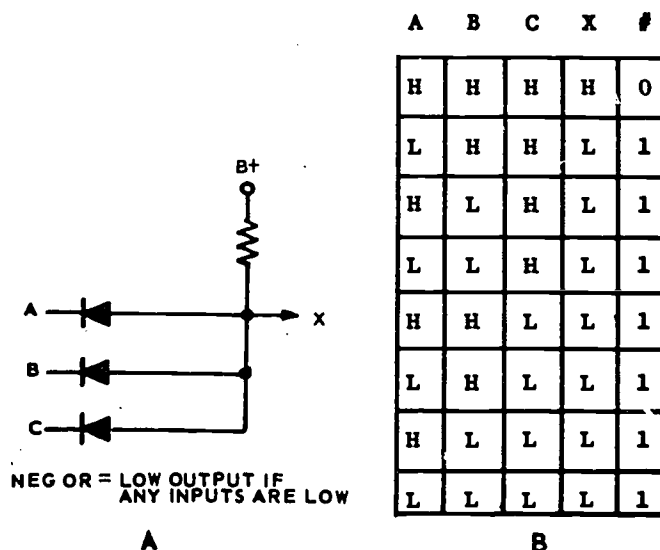 B+
A
X
B
C
NEG OR = LOW OUTPUT IF
ANY INPUTS ARE LOW
A
A B C X #
H H H H 0
L H H L 1
H L H L 1
L L H L 1
H H L L 1
L H L L 1
H L L L 1
L L L L 1
B